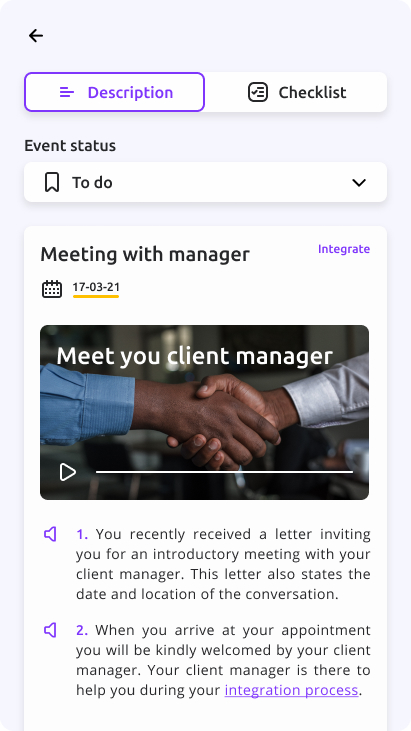 Description
Checklist
Event status
To do
Meeting with manager
Integrate
17-03-21
Meet you client manager
1. You recently received a letter inviting
you for an introductory meeting with your
client manager. This letter also states the
date and location of the conversation.
2. When you arrive at your appointment
you will be kindly welcomed by your client
manager. Your client manager is there to
help you during your integration process.